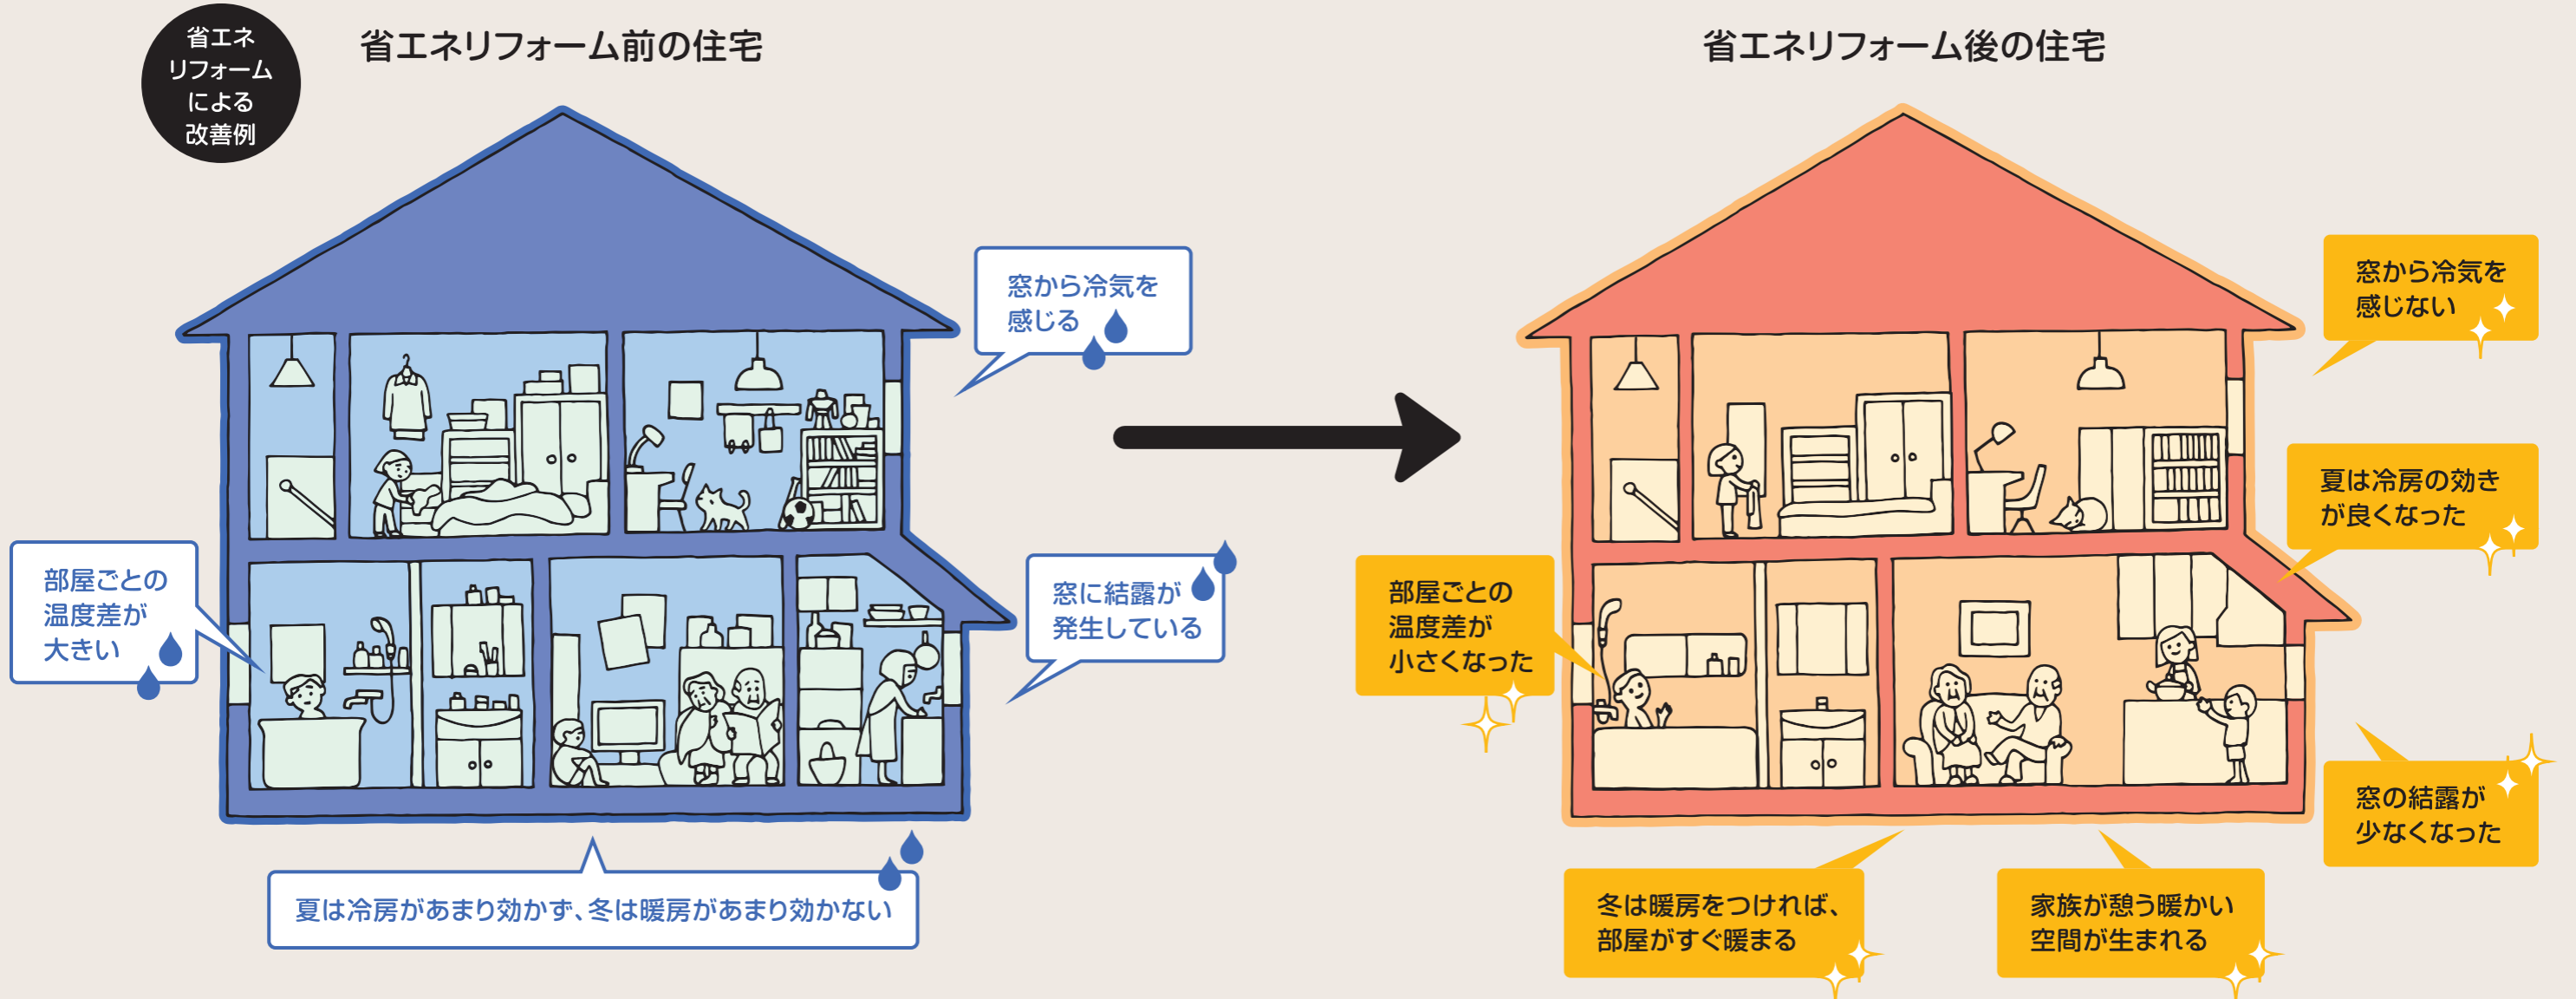 省エネ
リフォーム
による
改善例
省エネリフォーム前の住宅
窓から冷気を
感じる
部屋ごとの
温度差が
大きい
窓に結露が
発生している
夏は冷房があまり効かず、冬は暖房があまり効かない
省エネリフォーム後の住宅
窓から冷気を
感じない
夏は冷房の効き
が良くなった
部屋ごとの
温度差が
小さくなった
窓の結露が
少なくなった
冬は暖房をつければ、
部屋がすぐ暖まる
家族が憩う暖かい
空間が生まれる